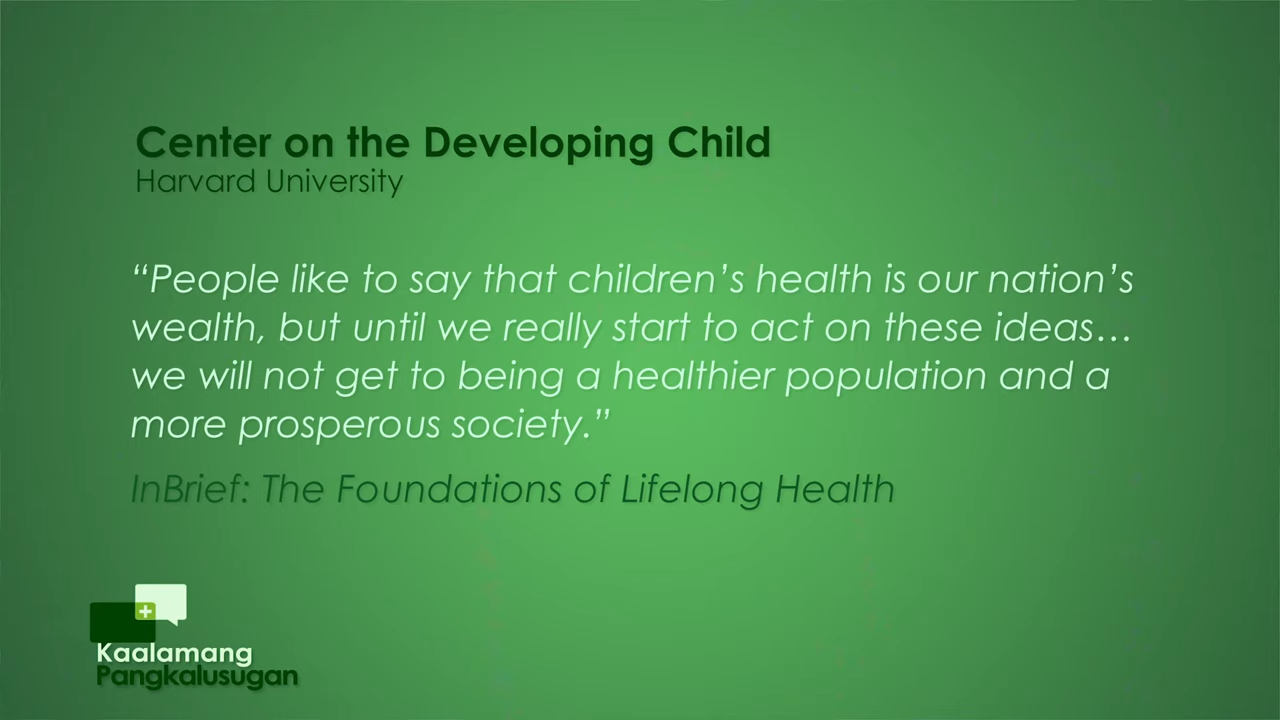 Center on the Developing Child
Harvard University
“People like to say that children’s health is our nation’s
wealth, but until we really start to act on these ideas…
we will not get to being a healthier population and a
more prosperous society.”
InBrief: The Foundations of Lifelong Health
Kaalamang
Pangkalusugan